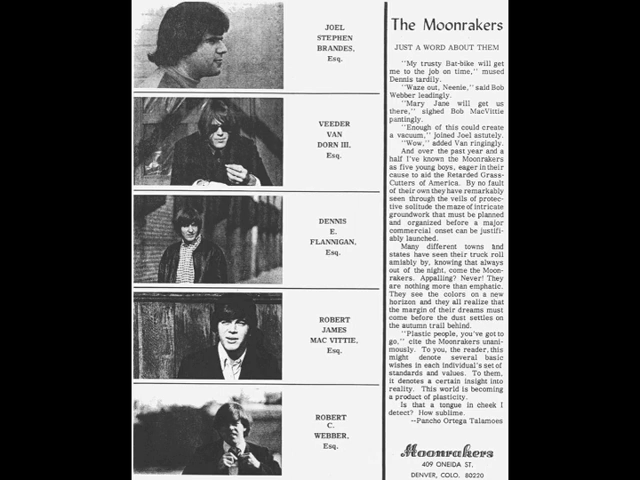 JOEL
STEPHEN
BRANDES,
Esq.
VEEDER
VAN
DORN III,
Esq.
DENNIS
E.
FLANNIGAN,
Esq.
ROBERT
JAMES
MAC VITTIE,
Esq.
ROBERT
C.
WEBBER,
Esq.
The Moonrakers
JUST A WORD ABOUT THEM
"My trusty Bat-bike will get
me to the job on time," mused
Dennis tardily.
"Waze out, Neenie," said Bob
Webber leadingly.
"Mary Jane will get us
there," sighed Bob MacVittie
pantingly.
"Enough of this could create
a vacuum," joined Joel astutely.
"Wow," added Van ringingly.
And over the past year and a
half I've known the Moonrakers
as five young boys, eager in their
cause to aid the Retarded Grass-
Cutters of America. By no fault
of their own they have remarkably
seen through the veils of protec-
tive solitude the maze of intricate
groundwork that must be planned
and organized before a major
commercial onset can be justifi-
ably launched.
Many different towns and
states have seen their truck roll
amiably by, knowing that always
out of the night, come the Moon-
rakers. Appalling? Never! They
are nothing more than emphatic.
They see the colors on a new
horizon and they all realize that
the margin of their dreams must
come before the dust settles on
the autumn trail behind.
"Plastic people, you've got to
go," cite the Moonrakers unani-
mously. To you, the reader, this
might denote several basic
wishes in each individual's set of
standards and values. To them,
it denotes a certain insight into
reality. This world is becoming
a product of plasticity.
Is that a tongue in cheek I
detect? How sublime.
--Pancho Ortega Talamoes
Moonrakers
409 ONEIDA ST.
DENVER, COLO. 80220